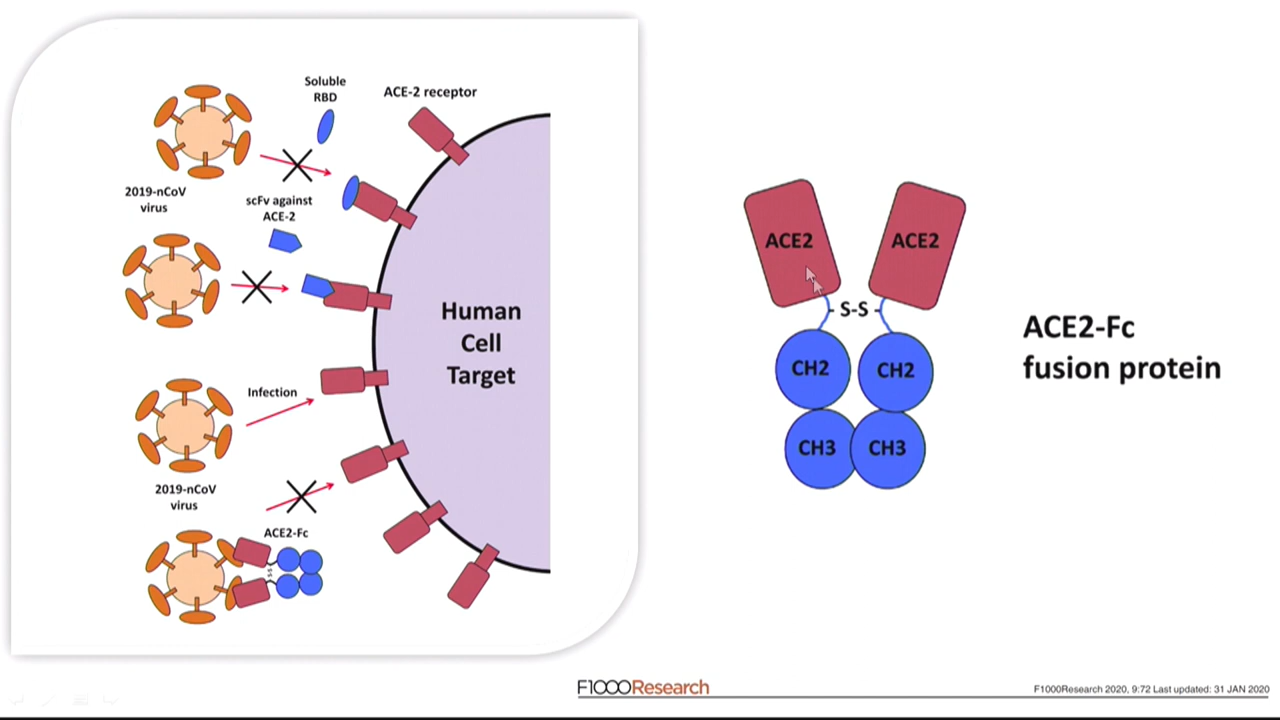 Soluble
RBD
ACE-2 receptor
2019-nCoV
virus
scFv against
ACE-2
Human
Cell
Target
Infection
2019-nCoV
virus
ACE2-Fc
S-S
ACE2
ACE2
S-S
CH2
CH2
CH3
CH3
ACE2-Fc
fusion protein
F1000Research
F1000Research 2020, 9:72 Last updated: 31 JAN 2020